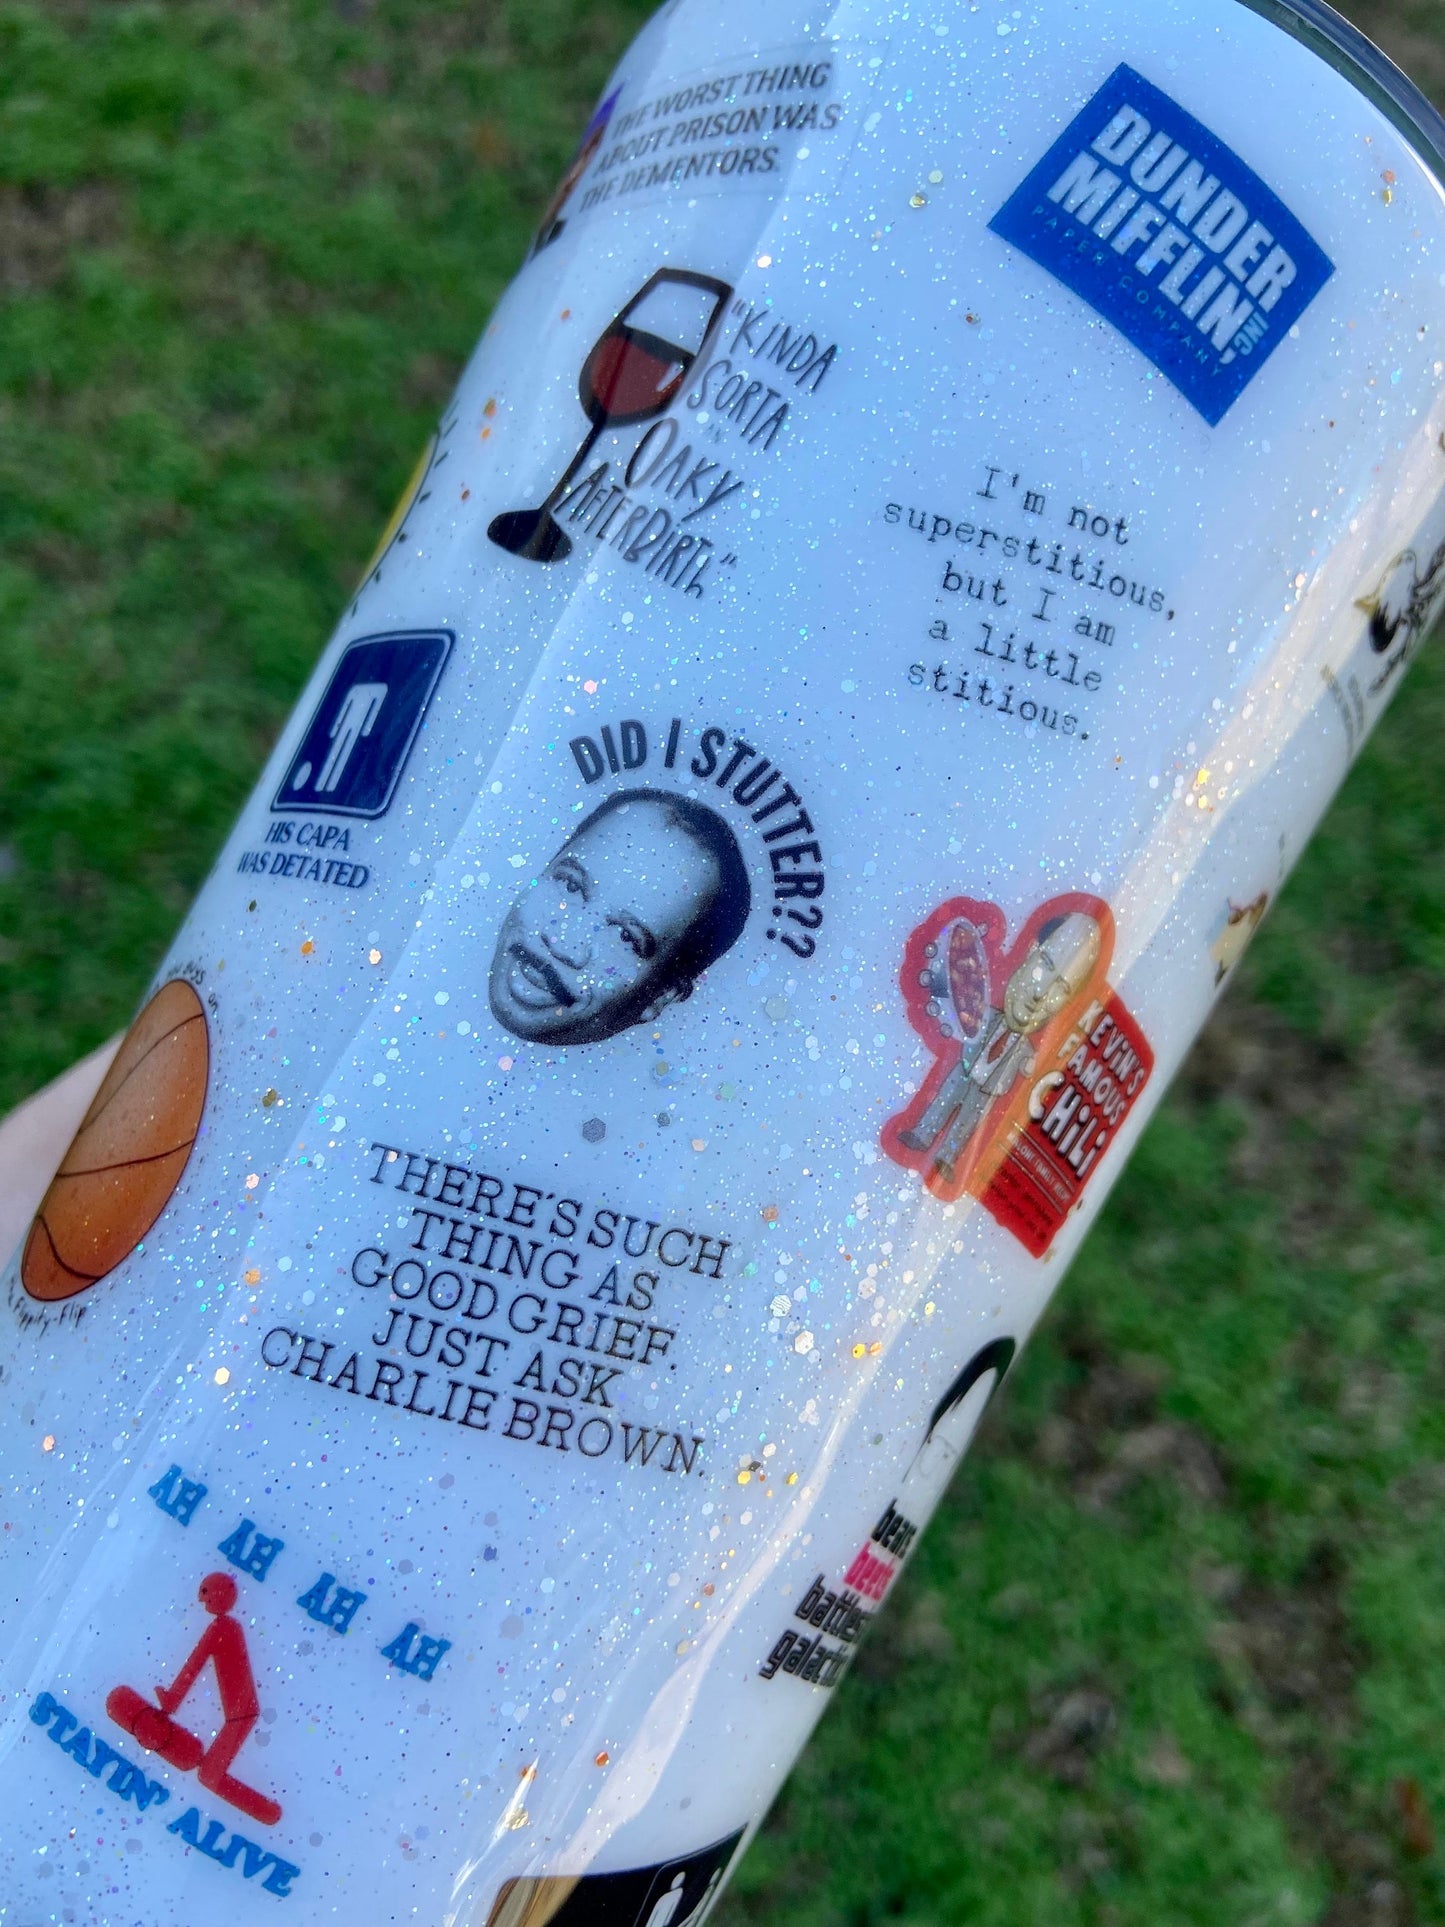 THE WORST THING
ABOUT PRISON WAS
THE DEMENTORS.
DUNDER
MIFFLIN, INC
PAPER COMPANY
"KINDA
SORTA
OAKY
AFTERBIRTH"
I'm not
superstitious,
but I am
a little
stitious.
HIS CAPA
WAS DETATED
DID I STUTTER??
KEVIN'S
FAMOUS
CHILI
Flippity-Flip
THERE'S SUCH
THING AS
GOOD GRIEF.
JUST ASK
CHARLIE BROWN.
bears
beets
AH AH AH AH
STAYIN' ALIVE